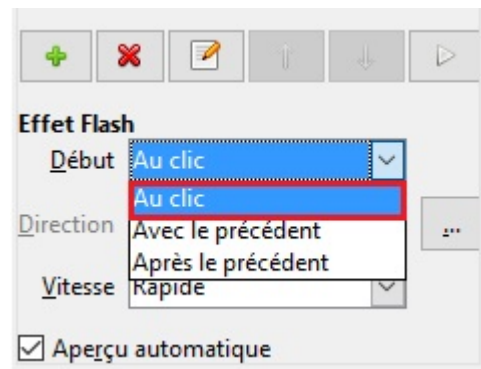 Effet Flash
Début Au clic
Au clic
Direction Avec le précédent ...
Après le précédent
Vitesse Rapide
Aperçu automatique